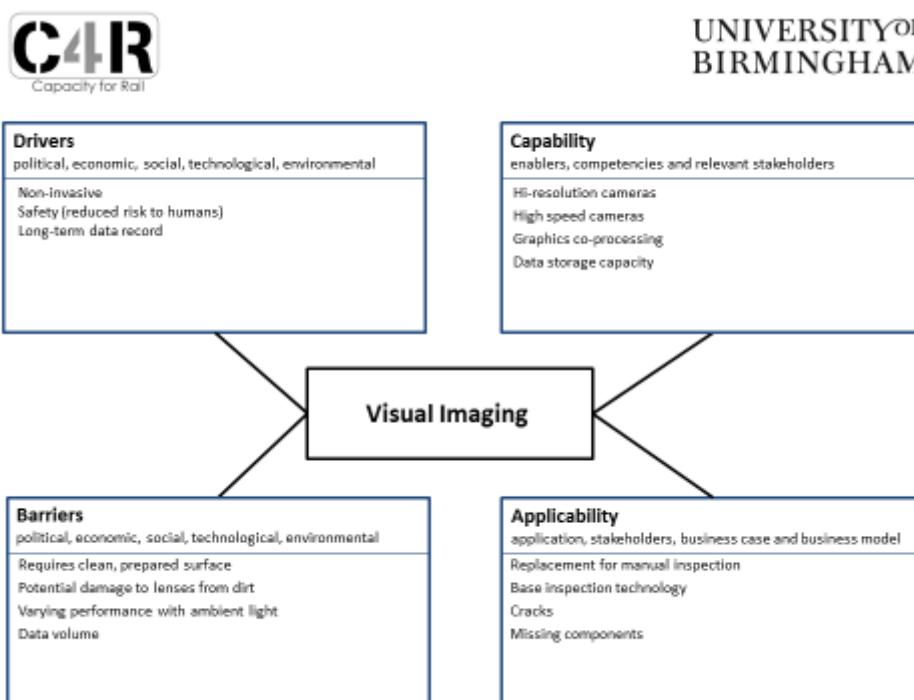 C4R
Capacity for Rail
UNIVERSITY OF
BIRMINGHAM
Drivers
political, economic, social, technological, environmental
Non-invasive
Safety (reduced risk to humans)
Long-term data record
Capability
enablers, competencies and relevant stakeholders
Hi-resolution cameras
High speed cameras
Graphics co-processing
Data storage capacity
Visual Imaging
Barriers
political, economic, social, technological, environmental
Requires clean, prepared surface
Potential damage to lenses from dirt
Varying performance with ambient light
Data volume
Applicability
application, stakeholders, business case and business model
Replacement for manual inspection
Base inspection technology
Cracks
Missing components